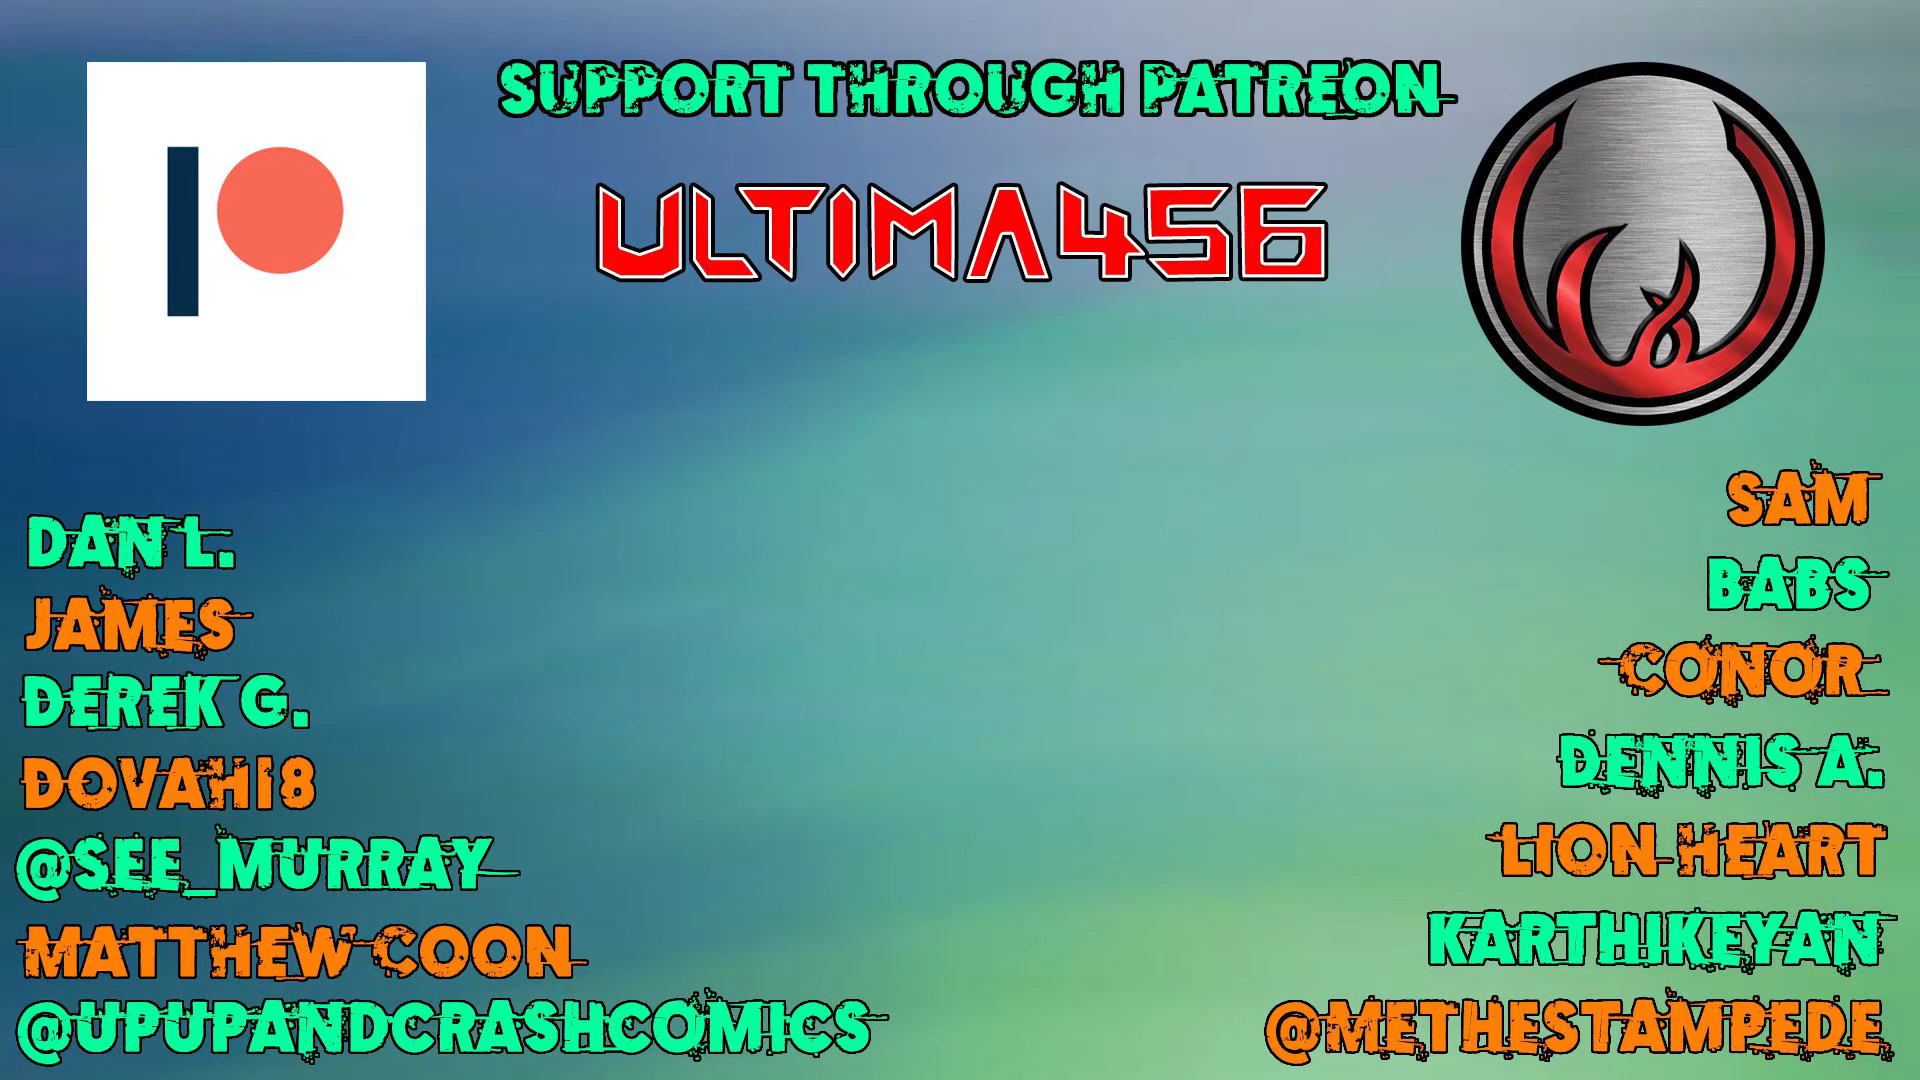 SUPPORT THROUGH PATREON
ULTIMA456
DAN L.
JAMES
DEREK G.
DOVAH18
@SEE_MURRAY
MATTHEW COON
@UPUPANDCRASHCOMICS
SAM
BABS
CONOR
DENNIS A.
LION HEART
KARTHIKEYAN
@METHESTAMPEDE